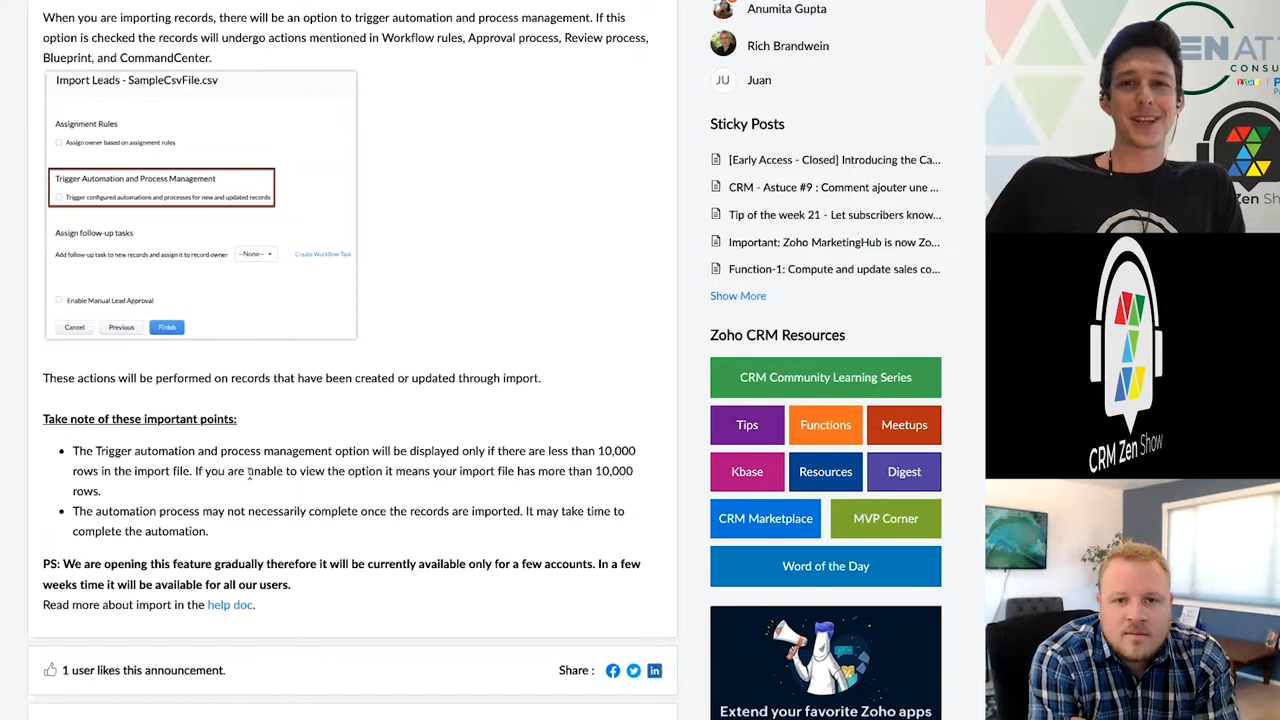 When you are importing records, there will be an option to trigger automation and process management. If this
option is checked the records will undergo actions mentioned in Workflow rules, Approval process, Review process,
Blueprint, and CommandCenter.
Import Leads - SampleCsvFile.csv
Assignment Rules
Assign owner based on assignment rules
Trigger Automation and Process Management
Trigger configured automations and processes for new and updated records
Assign follow-up tasks
Add follow-up task to new records and assign it to record owner --None-- Create Workflow Task
Enable Manual Lead Approval
Cancel Previous Finish
These actions will be performed on records that have been created or updated through import.
Take note of these important points:
• The Trigger automation and process management option will be displayed only if there are less than 10,000
rows in the import file. If you are unable to view the option it means your import file has more than 10,000
rows.
• The automation process may not necessarily complete once the records are imported. It may take time to
complete the automation.
PS: We are opening this feature gradually therefore it will be currently available only for a few accounts. In a few
weeks time it will be available for all our users.
Read more about import in the help doc.
1 user likes this announcement.
Share :
Anumita Gupta
Rich Brandwein
JU Juan
Sticky Posts
[Early Access - Closed] Introducing the Ca...
CRM - Astuce #9 : Comment ajouter une ...
Tip of the week 21 - Let subscribers know...
Important: Zoho MarketingHub is now Zo...
Function-1: Compute and update sales co...
Show More
Zoho CRM Resources
CRM Community Learning Series
Tips Functions Meetups
Kbase Resources Digest
CRM Marketplace MVP Corner
Word of the Day
Extend your favorite Zoho apps
CONSU
CRM Zen Show